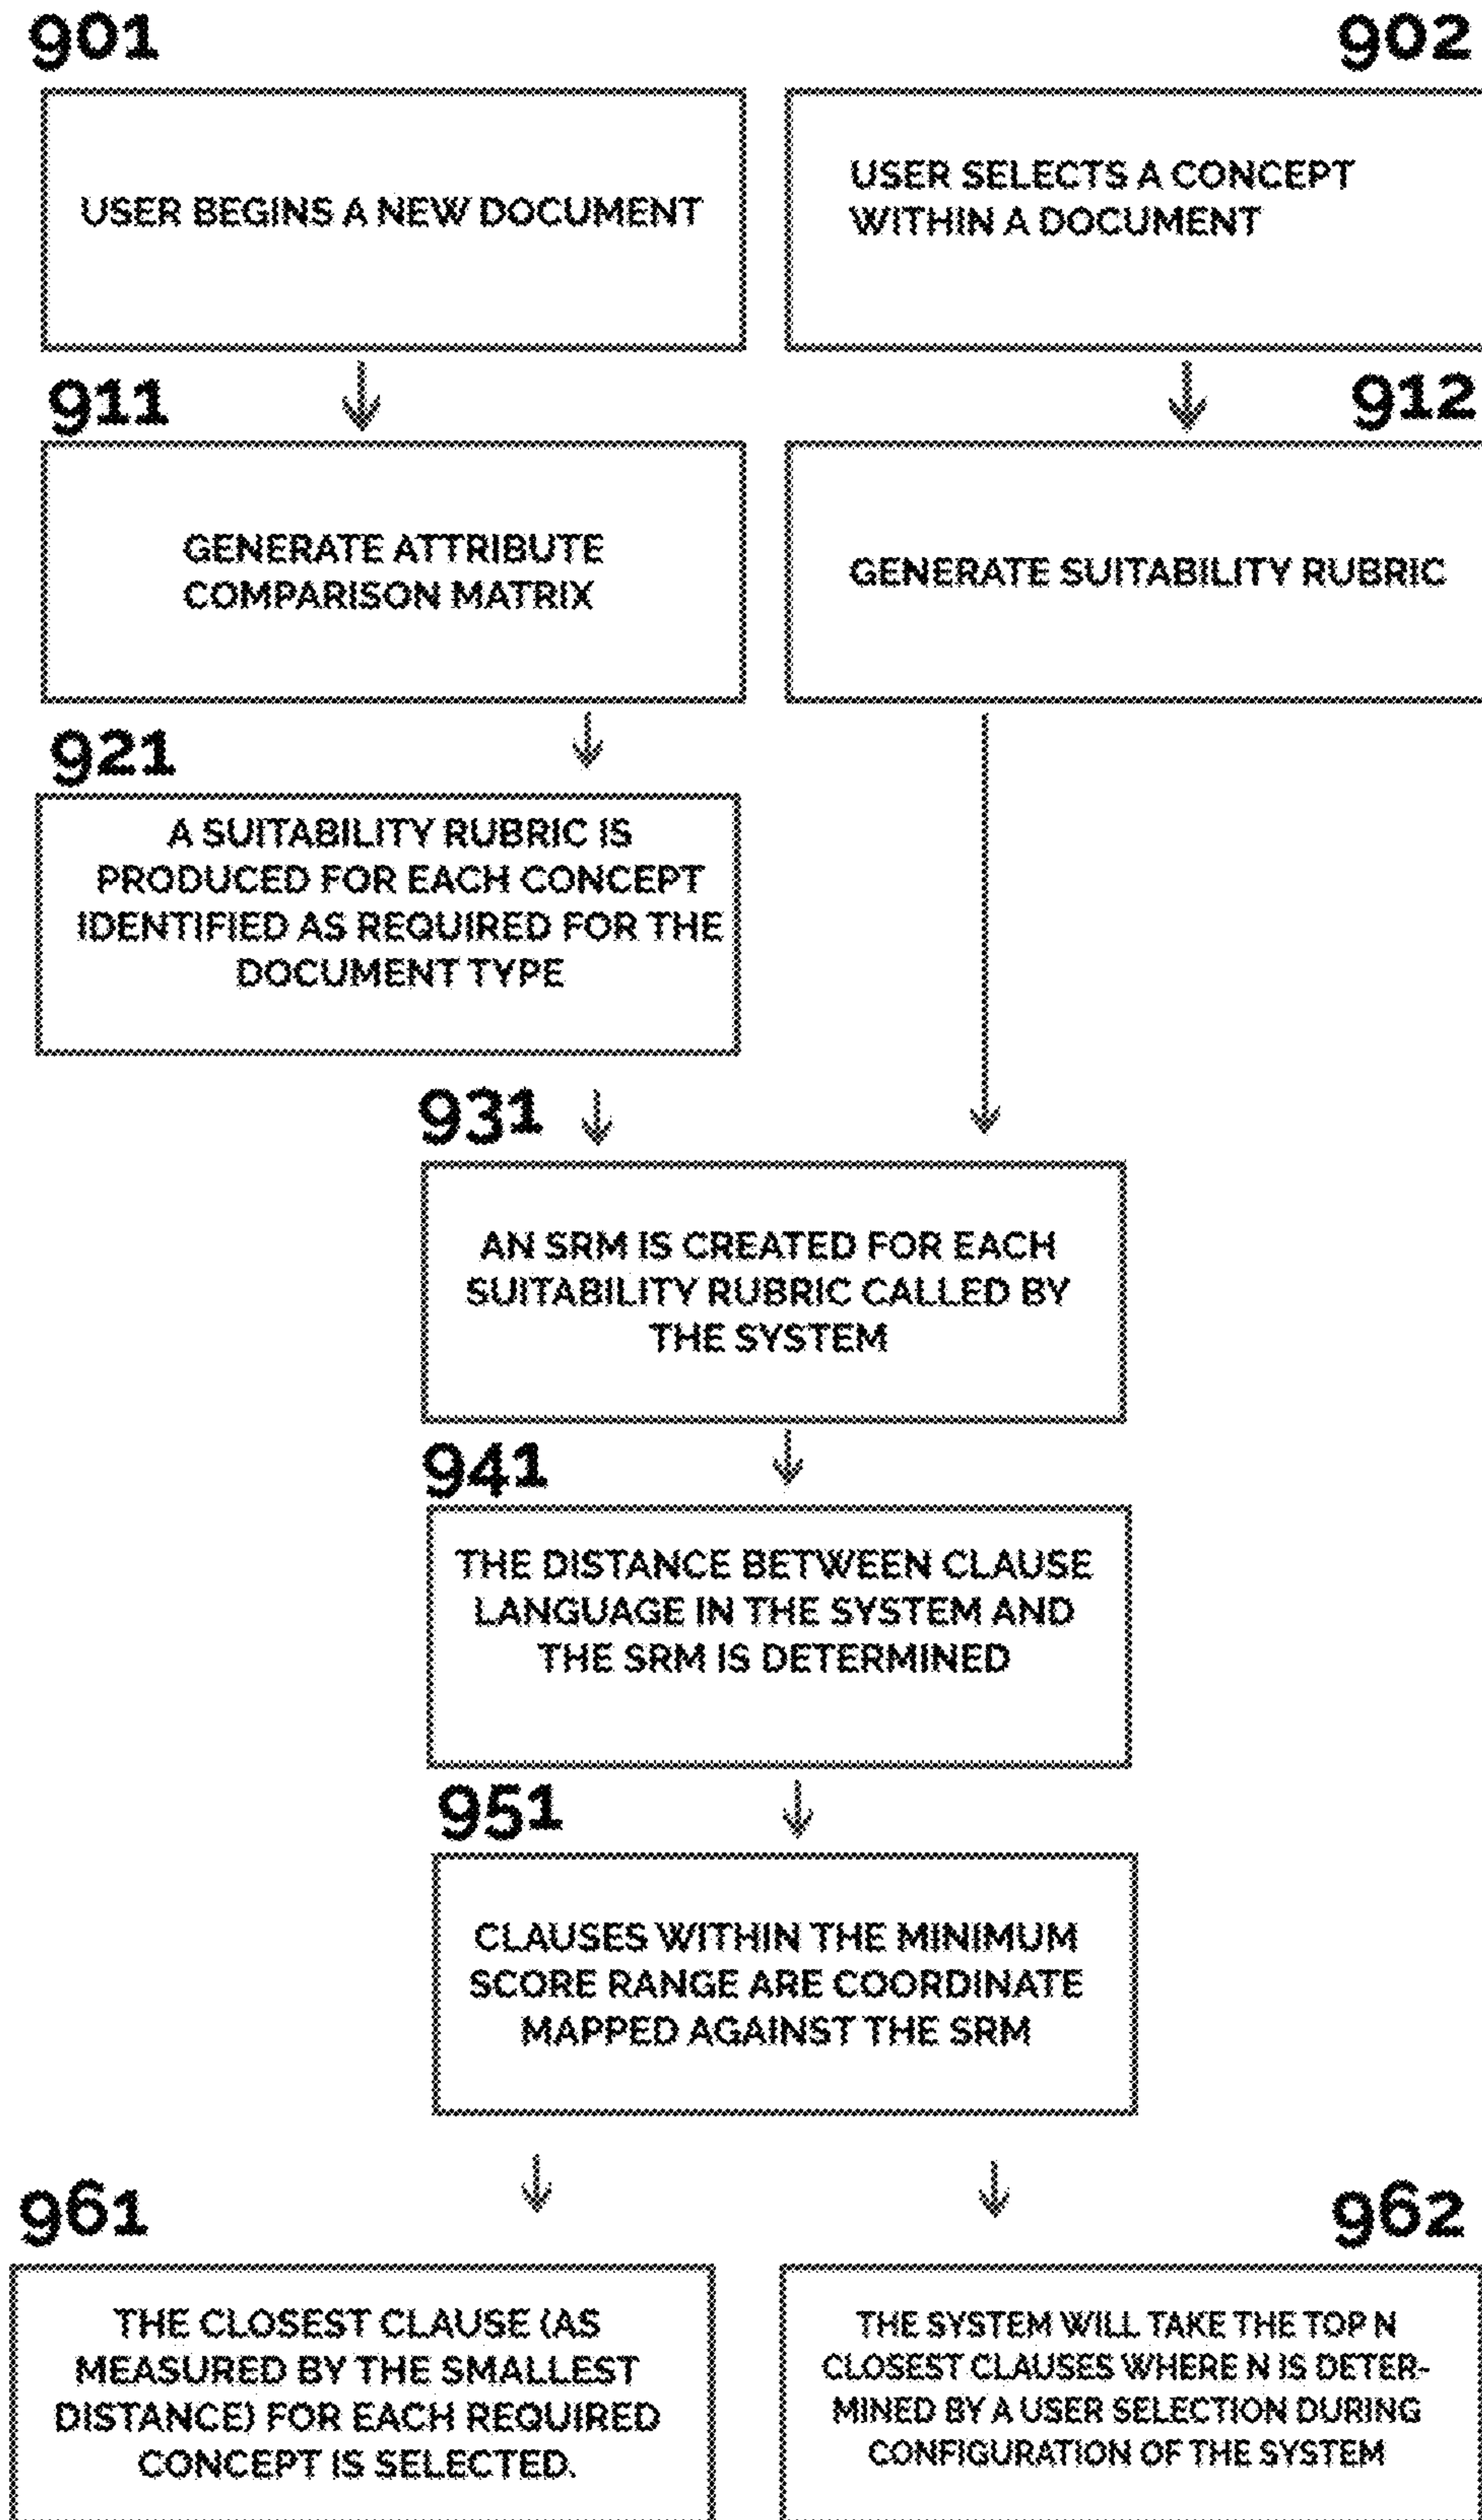 901
902
USER BEGINS A NEW DOCUMENT
USER SELECTS A CONCEPT
WITHIN A DOCUMENT
911
912
GENERATE ATTRIBUTE
COMPARISON MATRIX
GENERATE SUITABILITY RUBRIC
921
A SUITABILITY RUBRIC IS
PRODUCED FOR EACH CONCEPT
IDENTIFIED AS REQUIRED FOR THE
DOCUMENT TYPE
931
AN SRM IS CREATED FOR EACH
SUITABILITY RUBRIC CALLED BY
THE SYSTEM
941
THE DISTANCE BETWEEN CLAUSE
LANGUAGE IN THE SYSTEM AND
THE SRM IS DETERMINED
951
CLAUSES WITHIN THE MINIMUM
SCORE RANGE ARE COORDINATE
MAPPED AGAINST THE SRM
961
962
THE CLOSEST CLAUSE (AS
MEASURED BY THE SMALLEST
DISTANCE) FOR EACH REQUIRED
CONCEPT IS SELECTED.
THE SYSTEM WILL TAKE THE TOP N
CLOSEST CLAUSES WHERE N IS DETER-
MINED BY A USER SELECTION DURING
CONFIGURATION OF THE SYSTEM